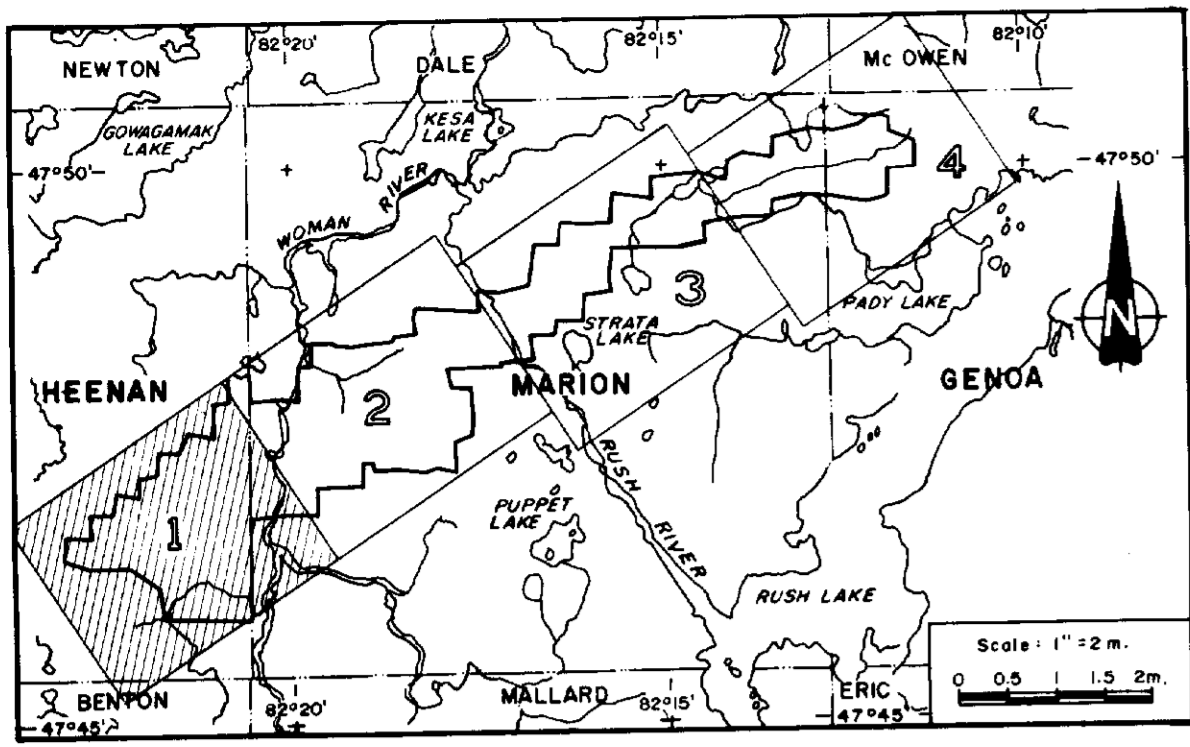 82°20'
82°15'
82°10'
NEWTON
DALE
Mc OWEN
GOWAGAMAK
LAKE
KESA
LAKE
47°50'
47°50'
WOMAN RIVER
4
3
PADY LAKE
N
STRATA
LAKE
HEENAN
2
MARION
GENOA
1
PUPPET
LAKE
RUSH RIVER
RUSH LAKE
Scale: 1" = 2 m.
0 0.5 1 1.5 2m.
BENTON
MALLARD
ERIC
47°45'
82°20'
82°15'
47°45'